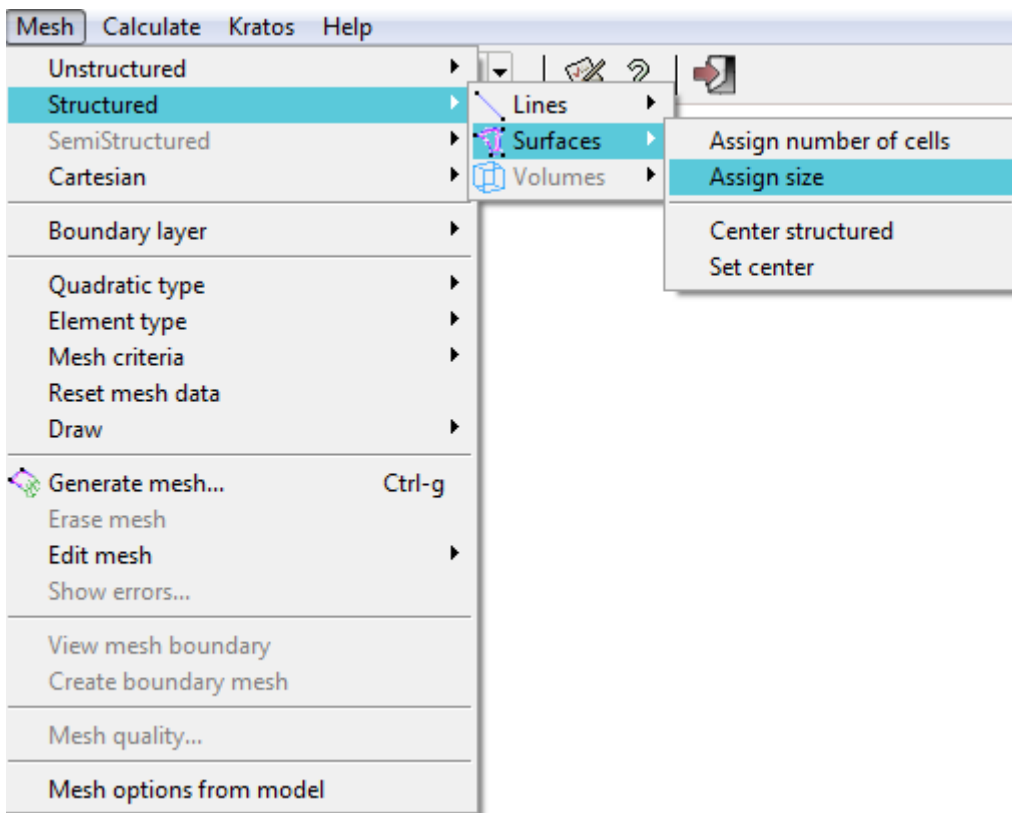 Mesh Calculate Kratos Help
Unstructured
Structured
SemiStructured
Cartesian
Boundary layer
Quadratic type
Element type
Mesh criteria
Reset mesh data
Draw
Generate mesh... Ctrl-g
Erase mesh
Edit mesh
Show errors...
View mesh boundary
Create boundary mesh
Mesh quality...
Mesh options from model
Lines
Surfaces
Volumes
Assign number of cells
Assign size
Center structured
Set center